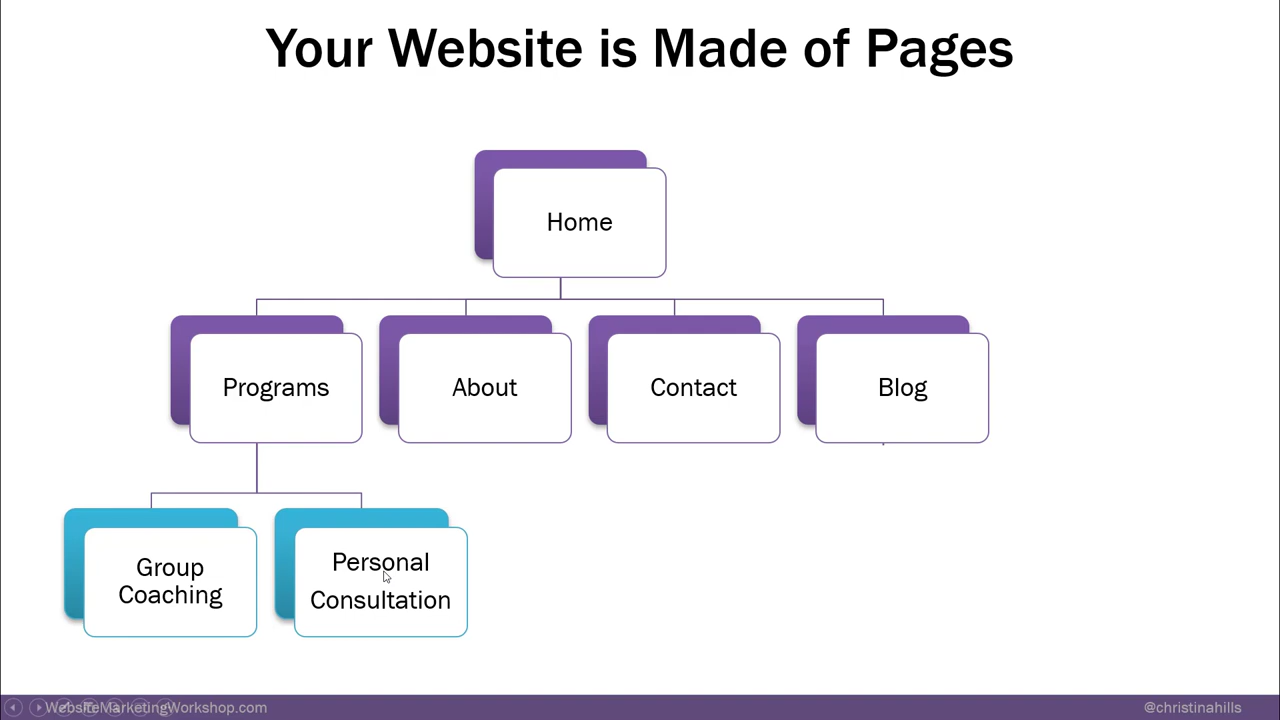 Your Website is Made of Pages
Home
Programs
About
Contact
Blog
Group
Coaching
Personal
Consultation
WebsiteMarketingWorkshop.com
@christinahills